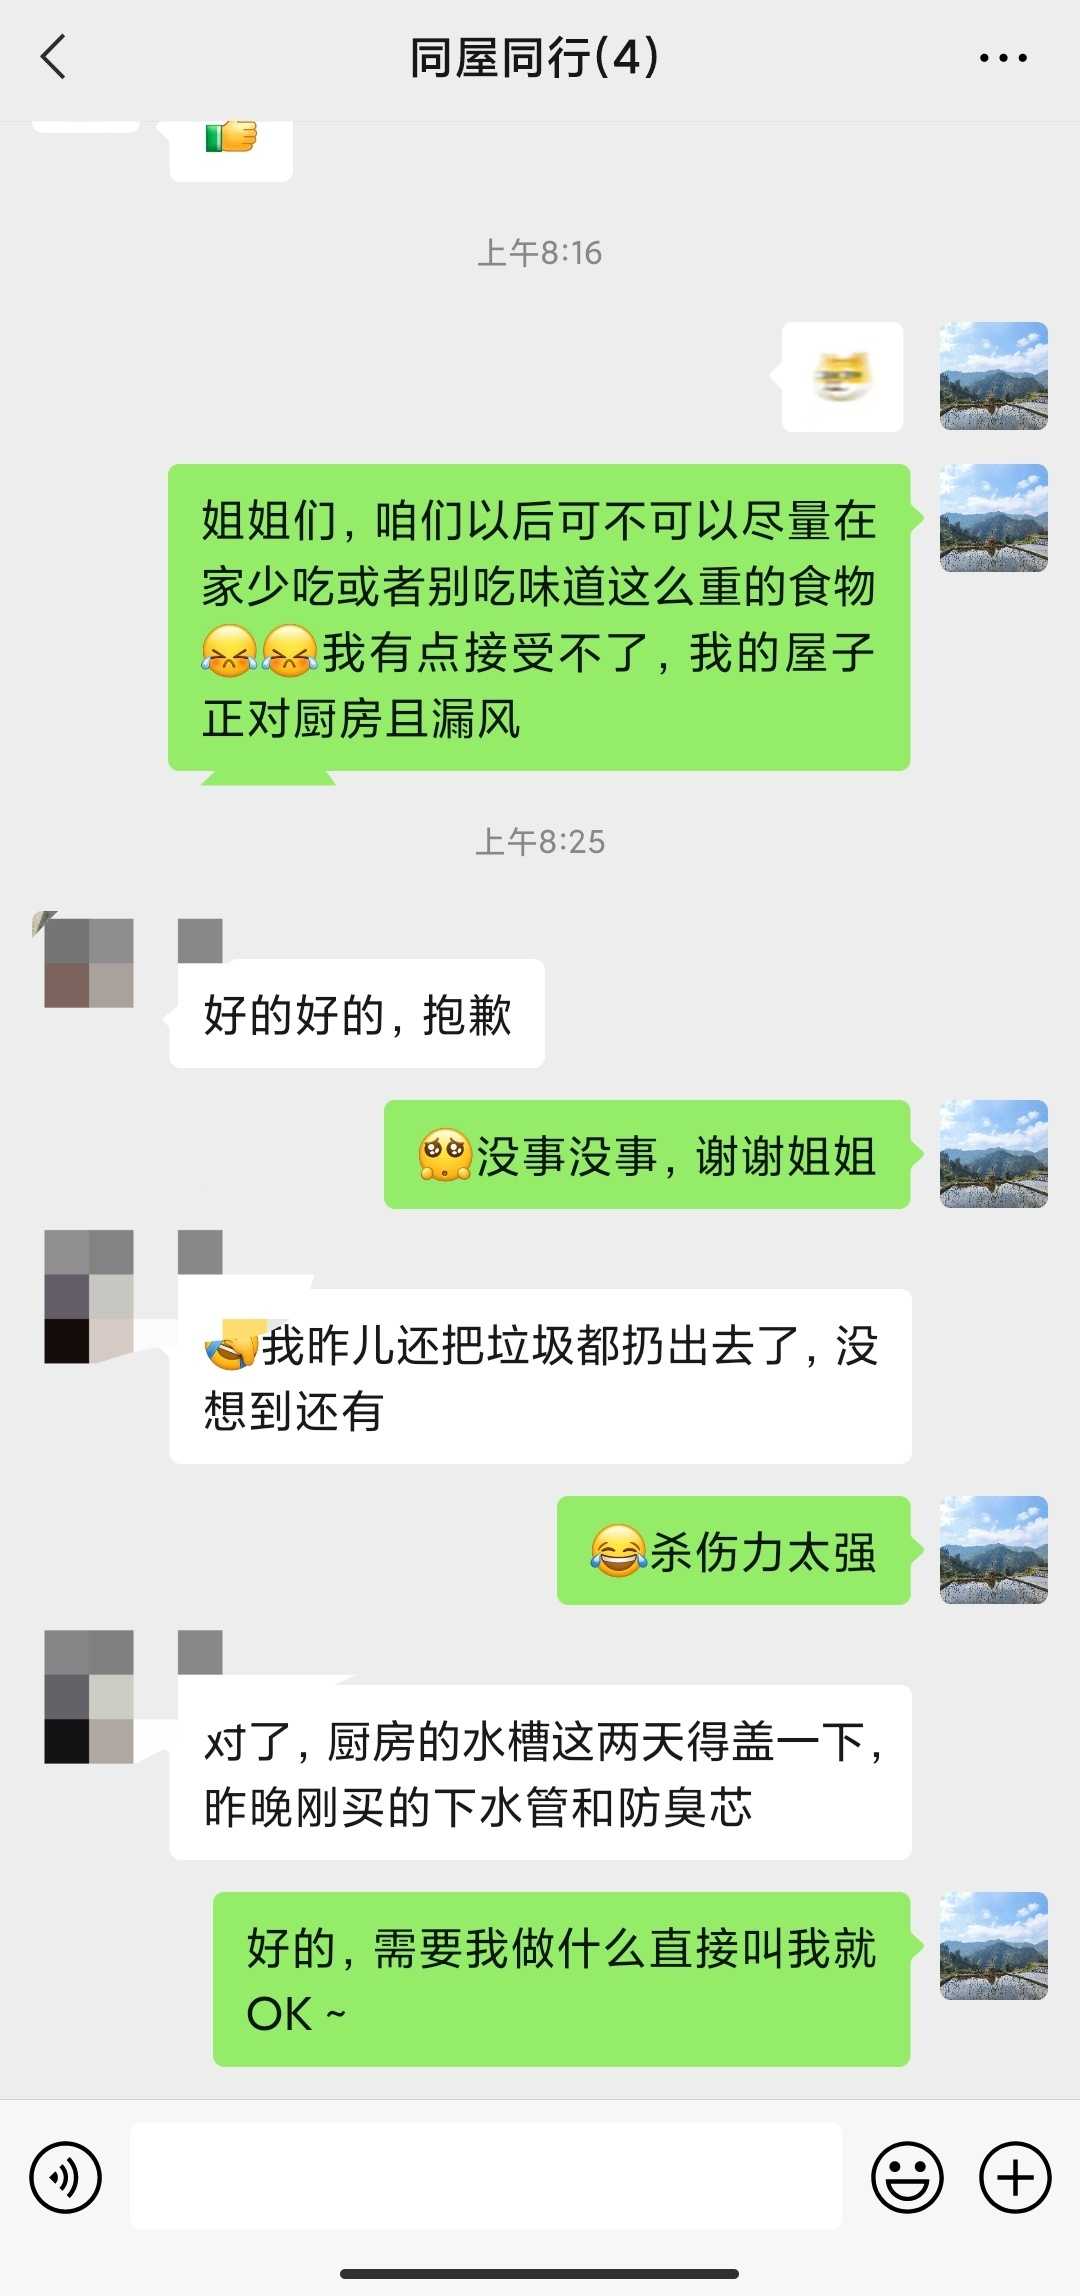 同屋同行(4)
上午8:16
姐姐们，咱们以后可不可以尽量在
家少吃或者别吃味道这么重的食物
😹😹我有点接受不了，我的屋子
正对厨房且漏风
上午8:25
好的好的，抱歉
🥺没事没事，谢谢姐姐
🤣我昨儿还把垃圾都扔出去了，没
想到还有
😂杀伤力太强
对了，厨房的水槽这两天得盖一下，
昨晚刚买的下水管和防臭芯
好的，需要我做什么直接叫我就
OK ~